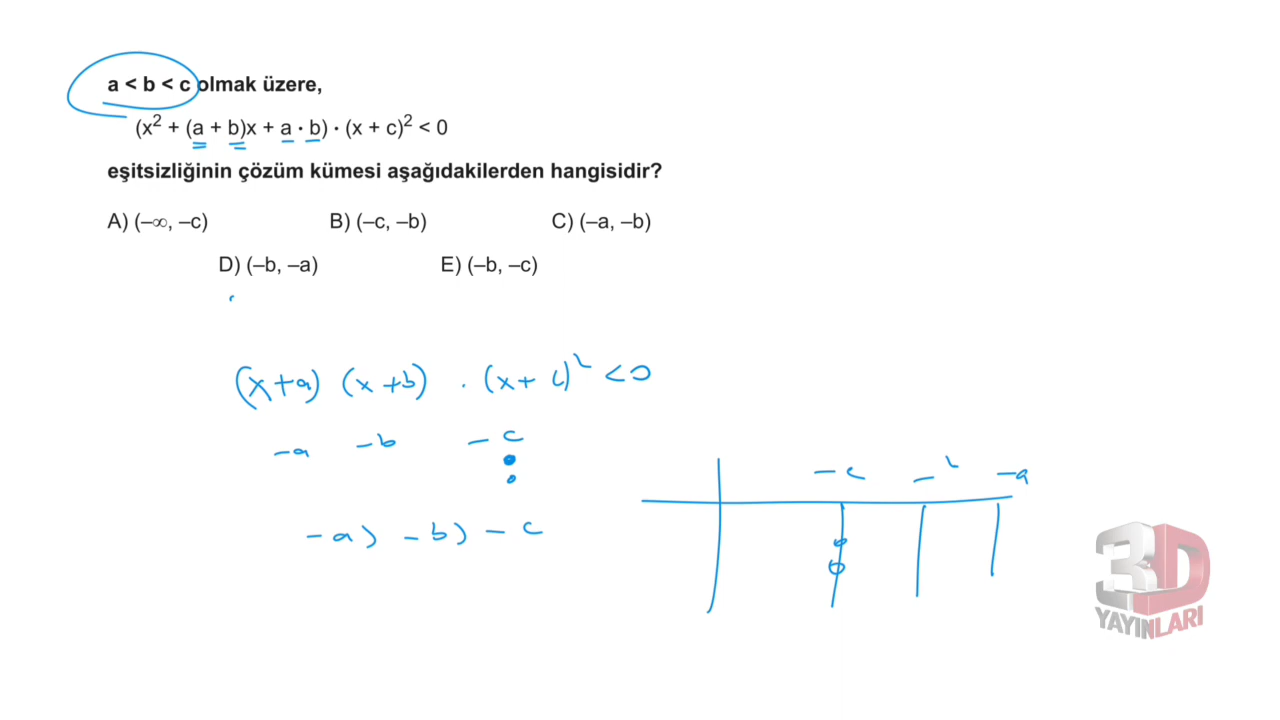 a < b < c olmak üzere,
(x² + (a + b)x + a · b) · (x + c)² < 0
eşitsizliğinin çözüm kümesi aşağıdakilerden hangisidir?
A) (–∞, –c) B) (–c, –b) C) (–a, –b)
D) (–b, –a) E) (–b, –c)
(x+a) (x+b) . (x+c)² <0
-a -b -c
-c -b -a
-a> -b> -c
3D
YAYINLARI